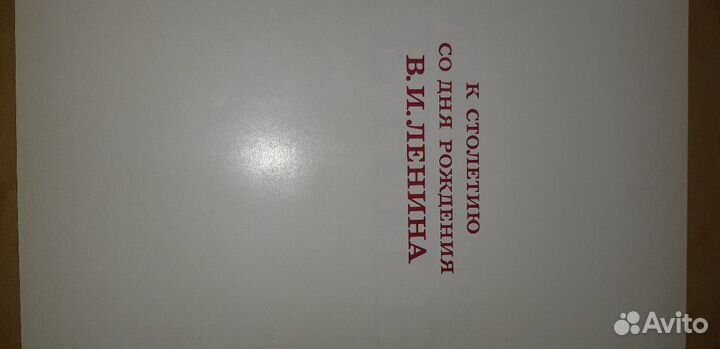 К СТОЛЕТИЮ
СО ДНЯ РОЖДЕНИЯ
В. И. ЛЕНИНА
Avito